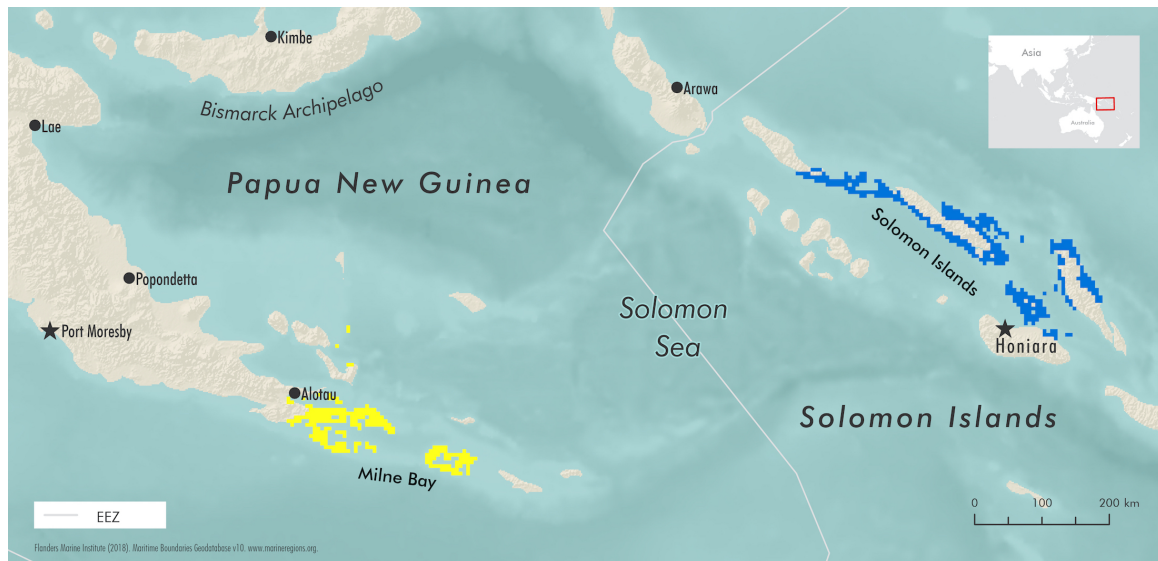 Kimbe
Asia
Australia
Arawa
Bismarck Archipelago
Lae
Papua New Guinea
Solomon Islands
Popondetta
Solomon
Sea
Port Moresby
Honiara
Alotau
Solomon Islands
Milne Bay
0 100 200 km
EEZ
Flanders Marine Institute (2018). Maritime Boundaries Geodatabase v10. www.marineregions.org.